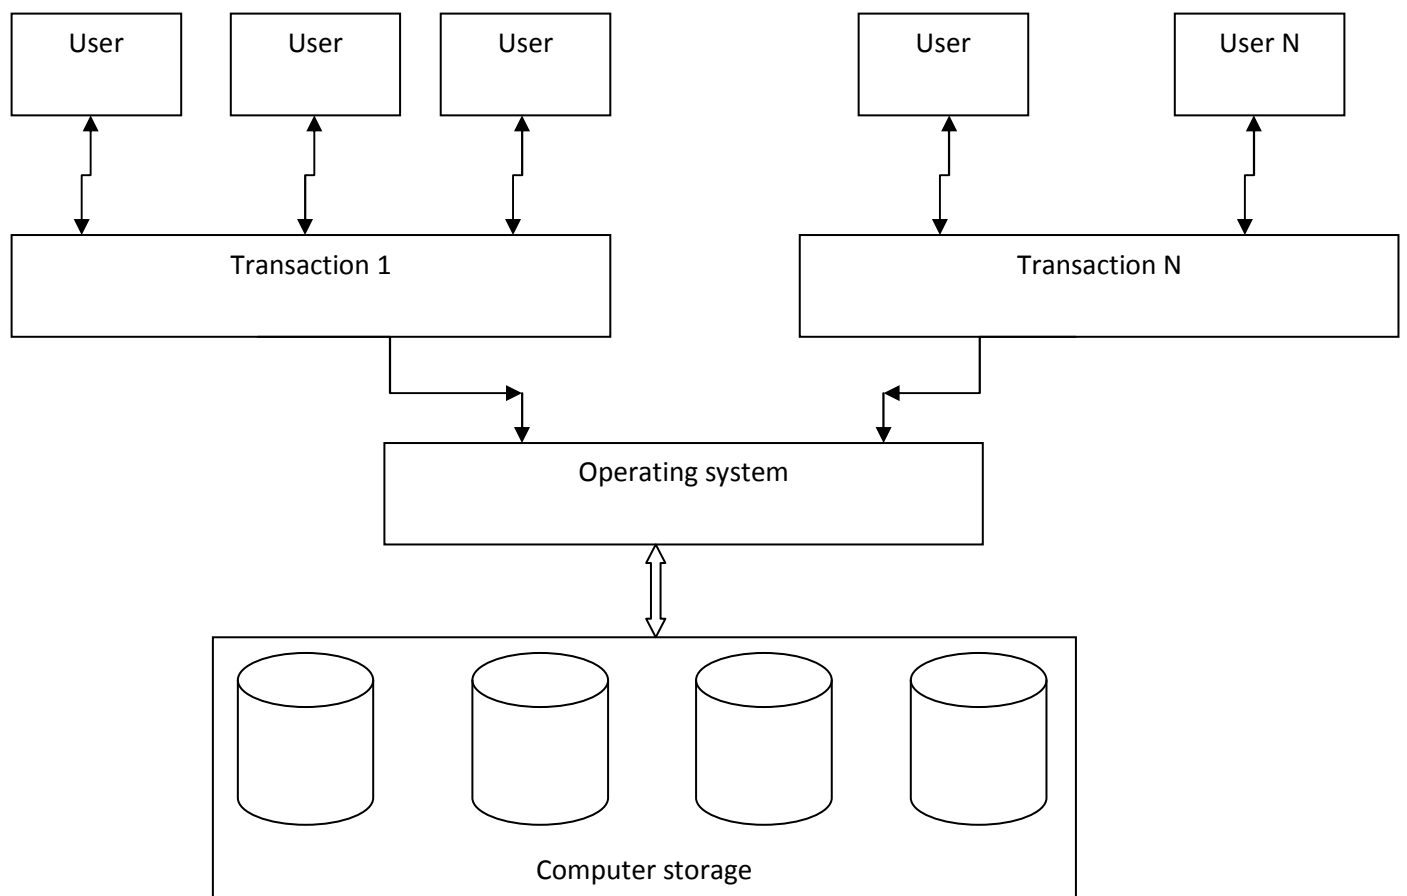 User
User
User
User
User N
Transaction 1
Transaction N
Operating system
Computer storage